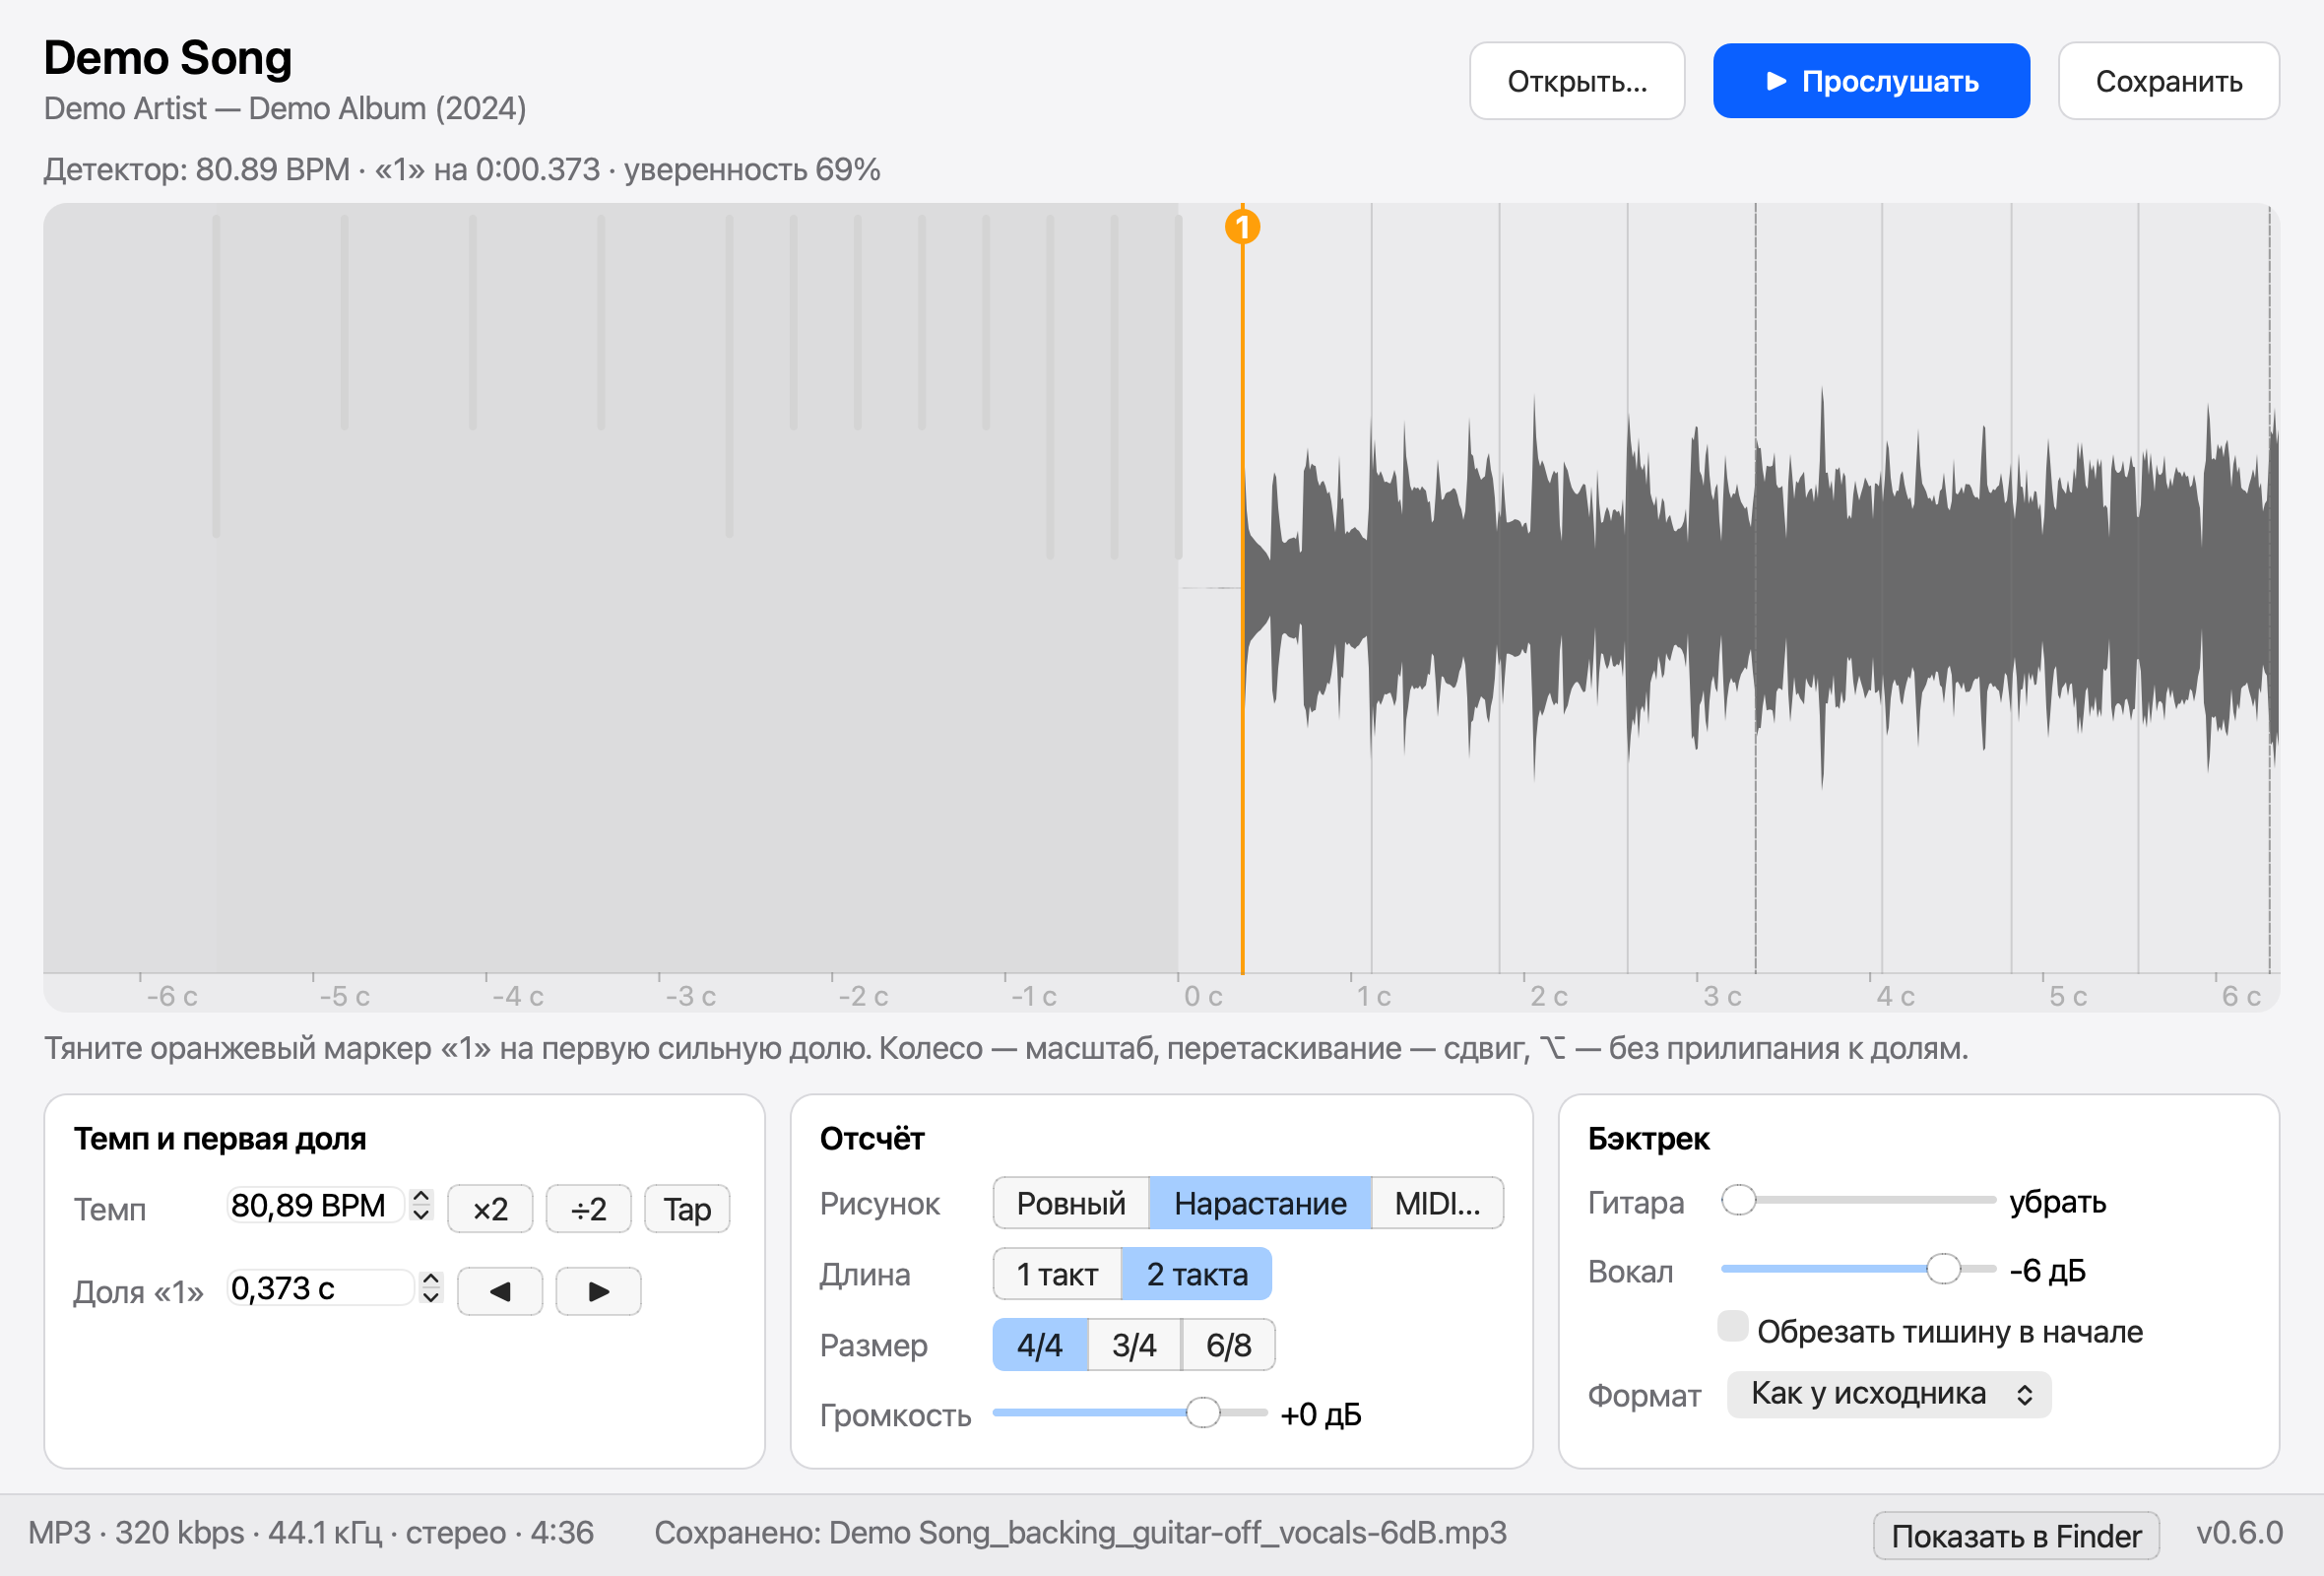 Demo Song
Demo Artist — Demo Album (2024)
Открыть...
Прослушать
Сохранить
Детектор: 80.89 BPM · «1» на 0:00.373 · уверенность 69%
1
-6 с
-5 с
-4 с
-3 с
-2 с
-1 с
0 с
1 с
2 с
3 с
4 с
5 с
6 с
Тяните оранжевый маркер «1» на первую сильную долю. Колесо — масштаб, перетаскивание — сдвиг, ⌥ — без прилипания к долям.
Темп и первая доля
Темп
80,89 BPM
×2
÷2
Tap
Доля «1»
0,373 с
Отсчёт
Рисунок
Ровный
Нарастание
MIDI...
Длина
1 такт
2 такта
Размер
4/4
3/4
6/8
Громкость
+0 дБ
Бэктрек
Гитара
убрать
Вокал
-6 дБ
Обрезать тишину в начале
Формат
Как у исходника
MP3 · 320 kbps · 44.1 кГц · стерео · 4:36
Сохранено: Demo Song_backing_guitar-off_vocals-6dB.mp3
Показать в Finder
v0.6.0